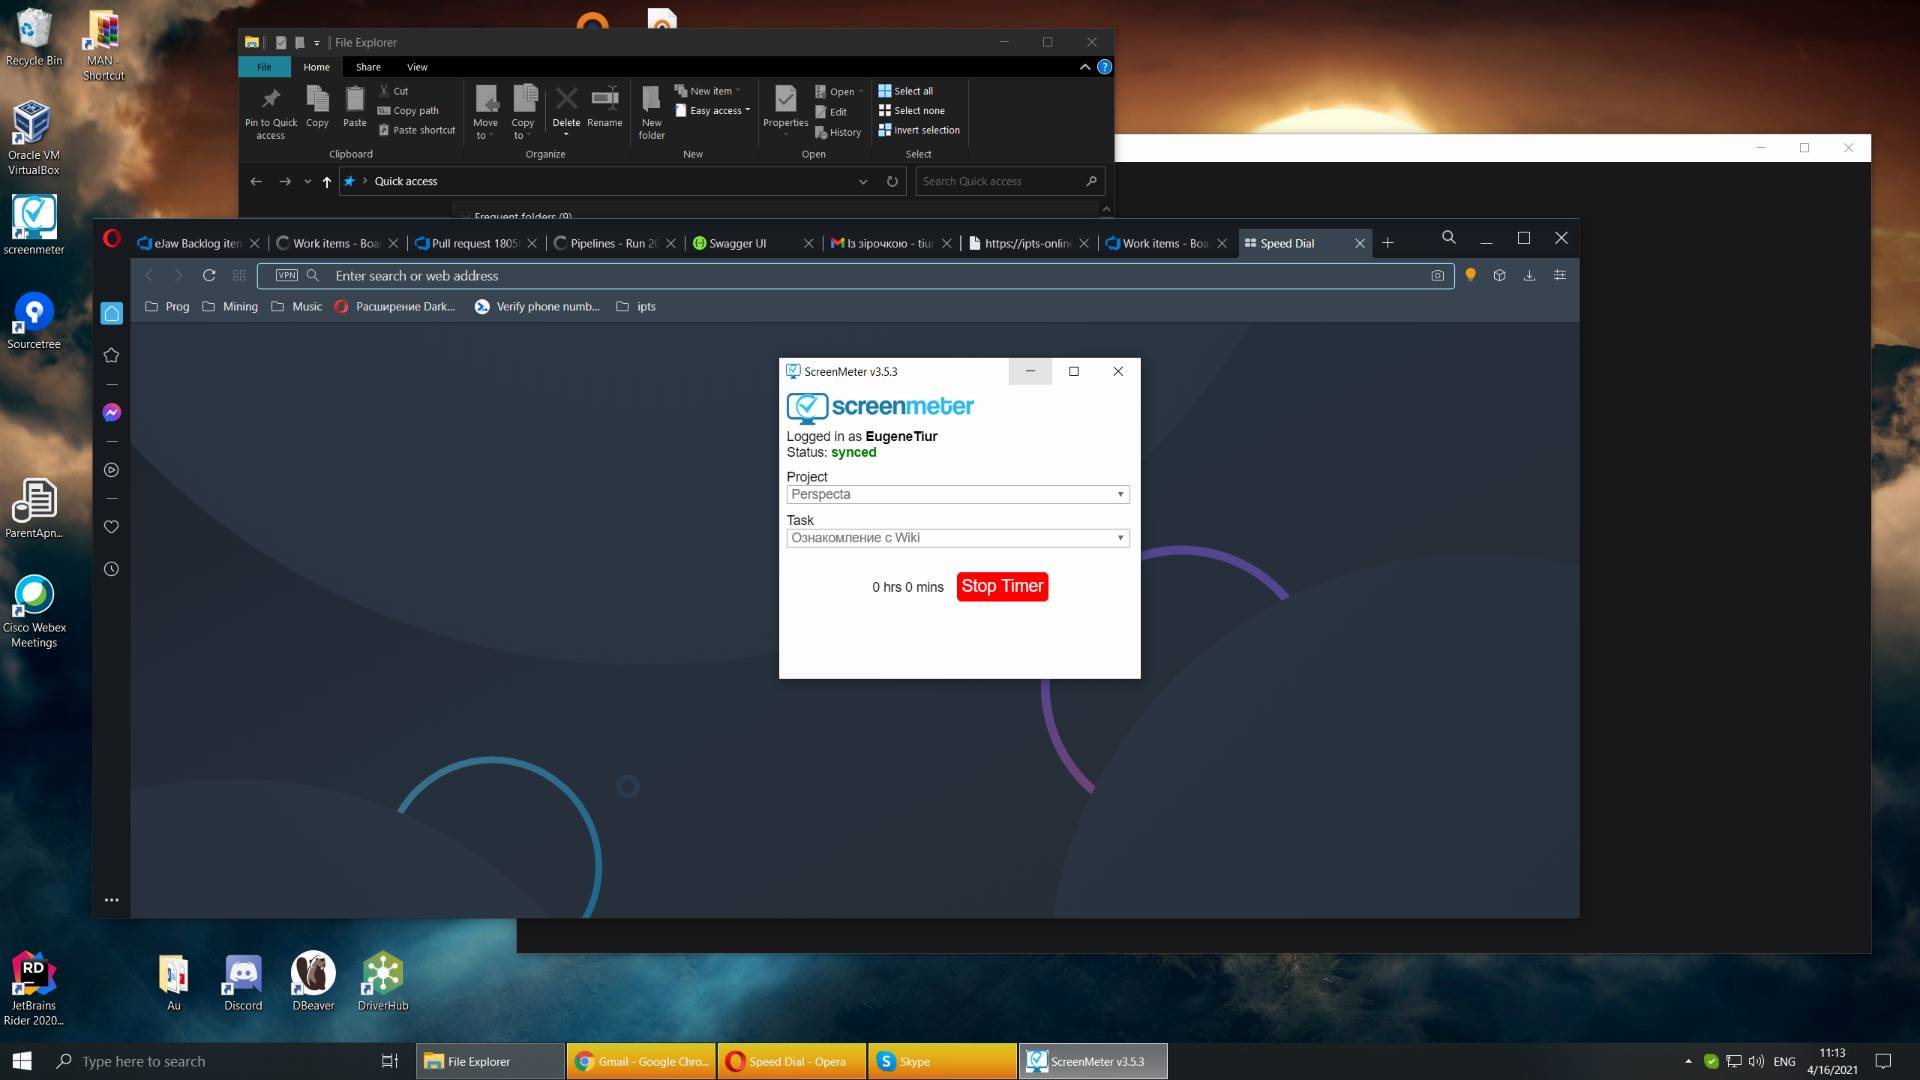 Recycle Bin
MAN - Shortcut
Oracle VM VirtualBox
screenmeter
Sourcetree
ParentApn...
Cisco Webex Meetings
JetBrains Rider 2020...
Au
Discord
DBeaver
DriverHub
File Explorer
File
Home
Share
View
Pin to Quick access
Copy
Paste
Cut
Copy path
Paste shortcut
Clipboard
Move to
Copy to
Delete
Rename
Organize
New folder
New item
Easy access
New
Properties
Open
Edit
History
Open
Select all
Select none
Invert selection
Select
Quick access
Search Quick access
Frequent folders (9)
eJaw Backlog iten
Work items - Boa
Pull request 1805
Pipelines - Run 20
Swagger UI
Із зірочкою - tiur
https://ipts-online
Work items - Boa
Speed Dial
VPN
Enter search or web address
Prog
Mining
Music
Расширение Dark...
Verify phone numb...
ipts
ScreenMeter v3.5.3
screenmeter
Logged in as EugeneTiur
Status: synced
Project
Perspecta
Task
Ознакомление с Wiki
0 hrs 0 mins
Stop Timer
Type here to search
File Explorer
Gmail - Google Chro...
Speed Dial - Opera
Skype
ScreenMeter v3.5.3
ENG
11:13
4/16/2021